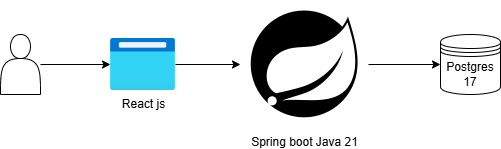 React js
Spring boot Java 21
Postgres
17